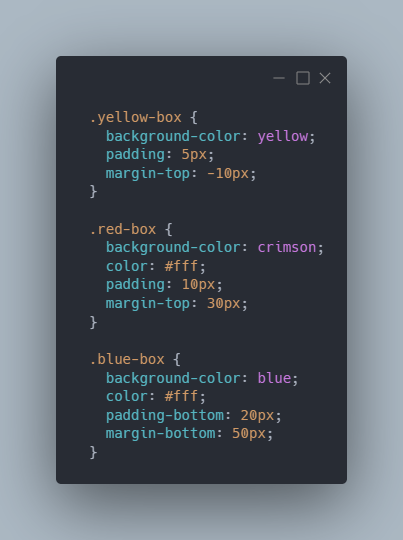 .yellow-box {
  background-color: yellow;
  padding: 5px;
  margin-top: -10px;
}

.red-box {
  background-color: crimson;
  color: #fff;
  padding: 10px;
  margin-top: 30px;
}

.blue-box {
  background-color: blue;
  color: #fff;
  padding-bottom: 20px;
  margin-bottom: 50px;
}